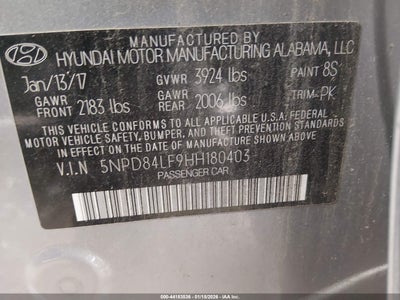 MANUFACTURED BY
HYUNDAI MOTOR MANUFACTURING ALABAMA, LLC
Jan/13/17 GVWR 3924 lbs PAINT 8S
GAWR FRONT 2183 lbs GAWR REAR 2006 lbs TRIM PK
THIS VEHICLE CONFORMS TO ALL APPLICABLE U.S. FEDERAL
MOTOR VEHICLE SAFETY, BUMPER, AND THEFT PREVENTION STANDARDS
IN EFFECT ON THE DATE OF MANUFACTURE SHOWN ABOVE.
V.I.N 5NPD84LF9HH180403
PASSENGER CAR